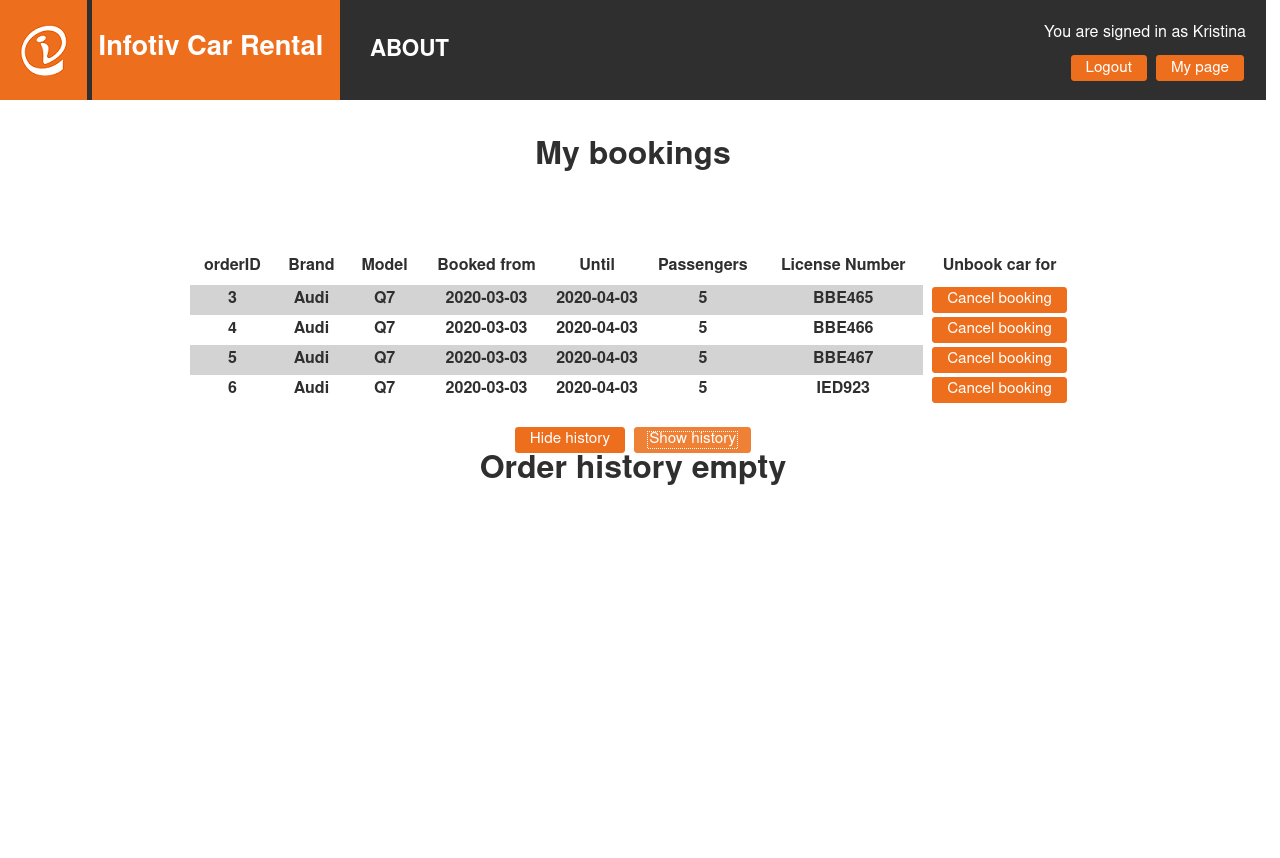 Infotiv Car Rental
ABOUT
You are signed in as Kristina
Logout My page
My bookings
orderID Brand Model Booked from Until Passengers License Number Unbook car for
3 Audi Q7 2020-03-03 2020-04-03 5 BBE465 Cancel booking
4 Audi Q7 2020-03-03 2020-04-03 5 BBE466 Cancel booking
5 Audi Q7 2020-03-03 2020-04-03 5 BBE467 Cancel booking
6 Audi Q7 2020-03-03 2020-04-03 5 IED923 Cancel booking
Hide history Show history
Order history empty